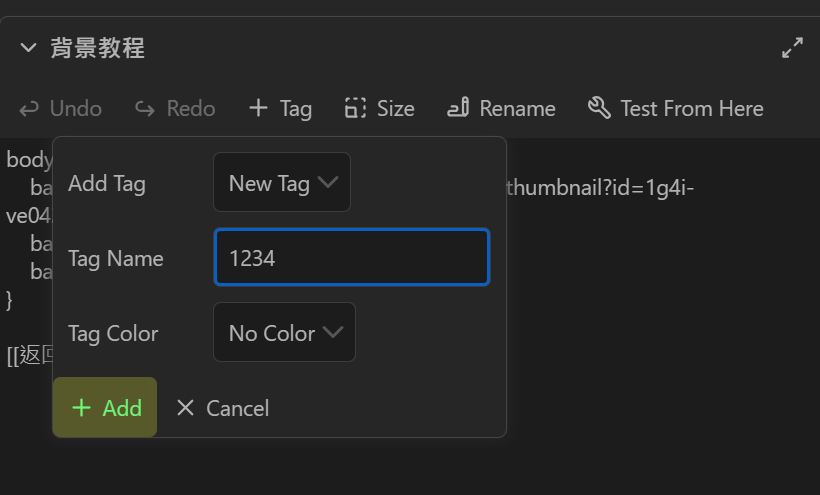 背景教程
Undo Redo Tag Size Rename Test From Here
body
ba thumbnail?id=1g4i-
ve04
ba
ba
}
[[返回
Add Tag New Tag
Tag Name 1234
Tag Color No Color
Add Cancel